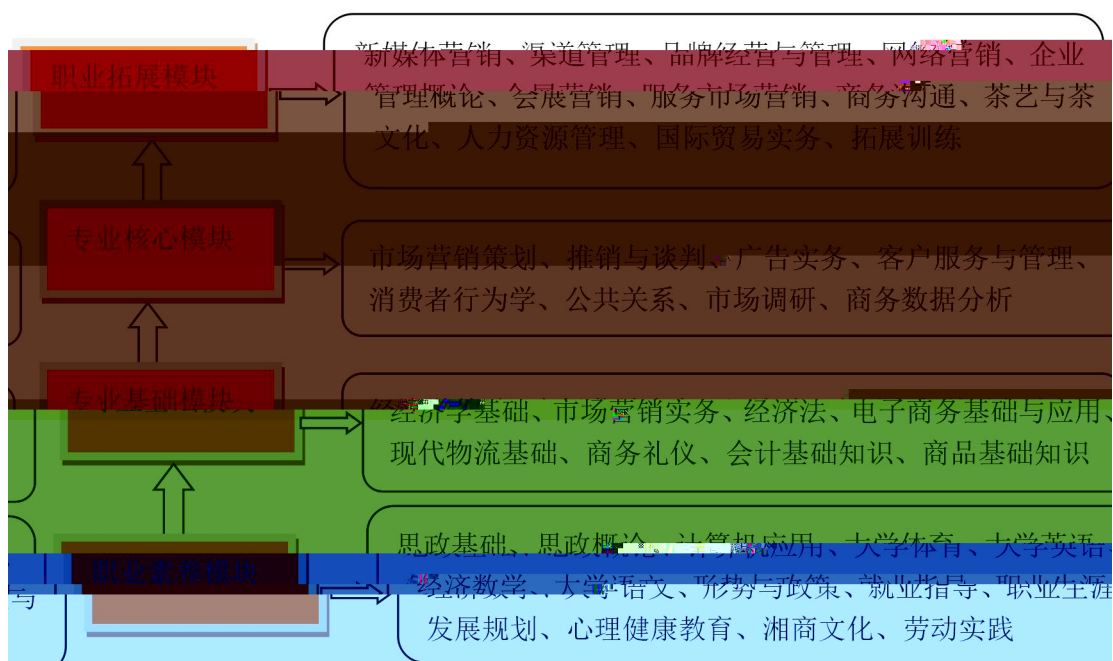 职业拓展模块
新媒体营销、渠道管理、品牌经营与管理、网络营销、企业
管理概论、会展营销、服务市场营销、商务沟通、茶艺与茶
文化、人力资源管理、国际贸易实务、拓展训练
专业核心模块
市场营销策划、推销与谈判、广告实务、客户服务与管理、
消费者行为学、公共关系、市场调研、商务数据分析
专业基础模块
经济学基础、市场营销实务、经济法、电子商务基础与应用、
现代物流基础、商务礼仪、会计基础知识、商品基础知识
职业素养模块
思政基础、思政概论、计算机应用、大学体育、大学英语、
经济数学、大学语文、形势与政策、就业指导、职业生涯
发展规划、心理健康教育、湘商文化、劳动实践
与